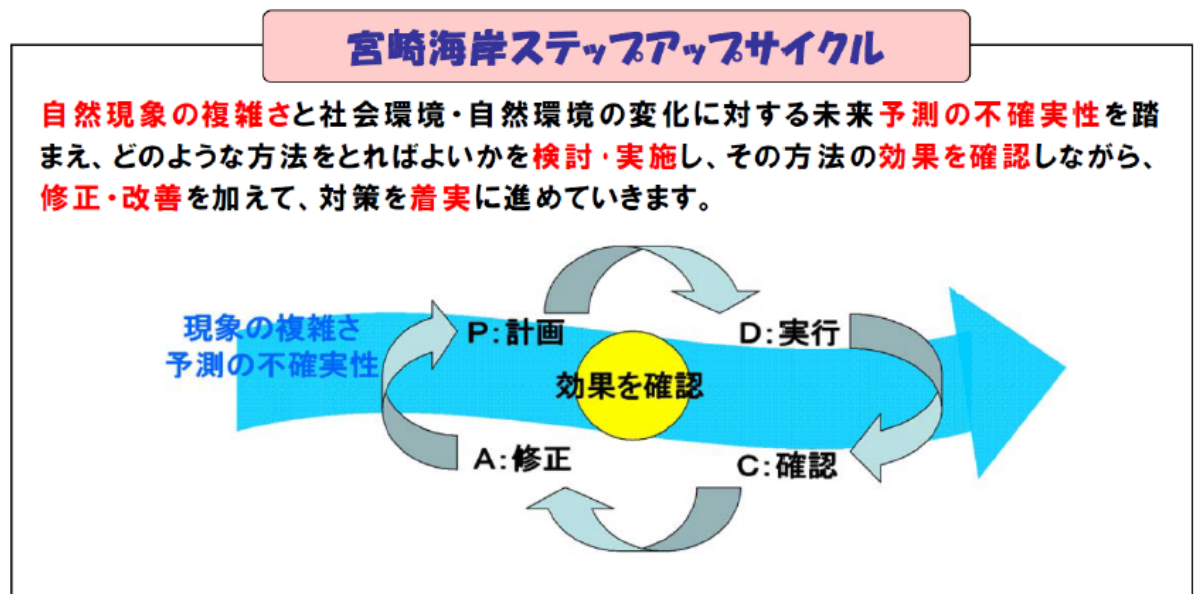 宮崎海岸ステップアップサイクル
自然現象の複雑さと社会環境・自然環境の変化に対する未来予測の不確実性を踏
まえ、どのような方法をとればよいかを検討・実施し、その方法の効果を確認しながら、
修正・改善を加えて、対策を着実に進めていきます。
現象の複雑さ
予測の不確実性
P:計画
D:実行
効果を確認
A:修正
C:確認